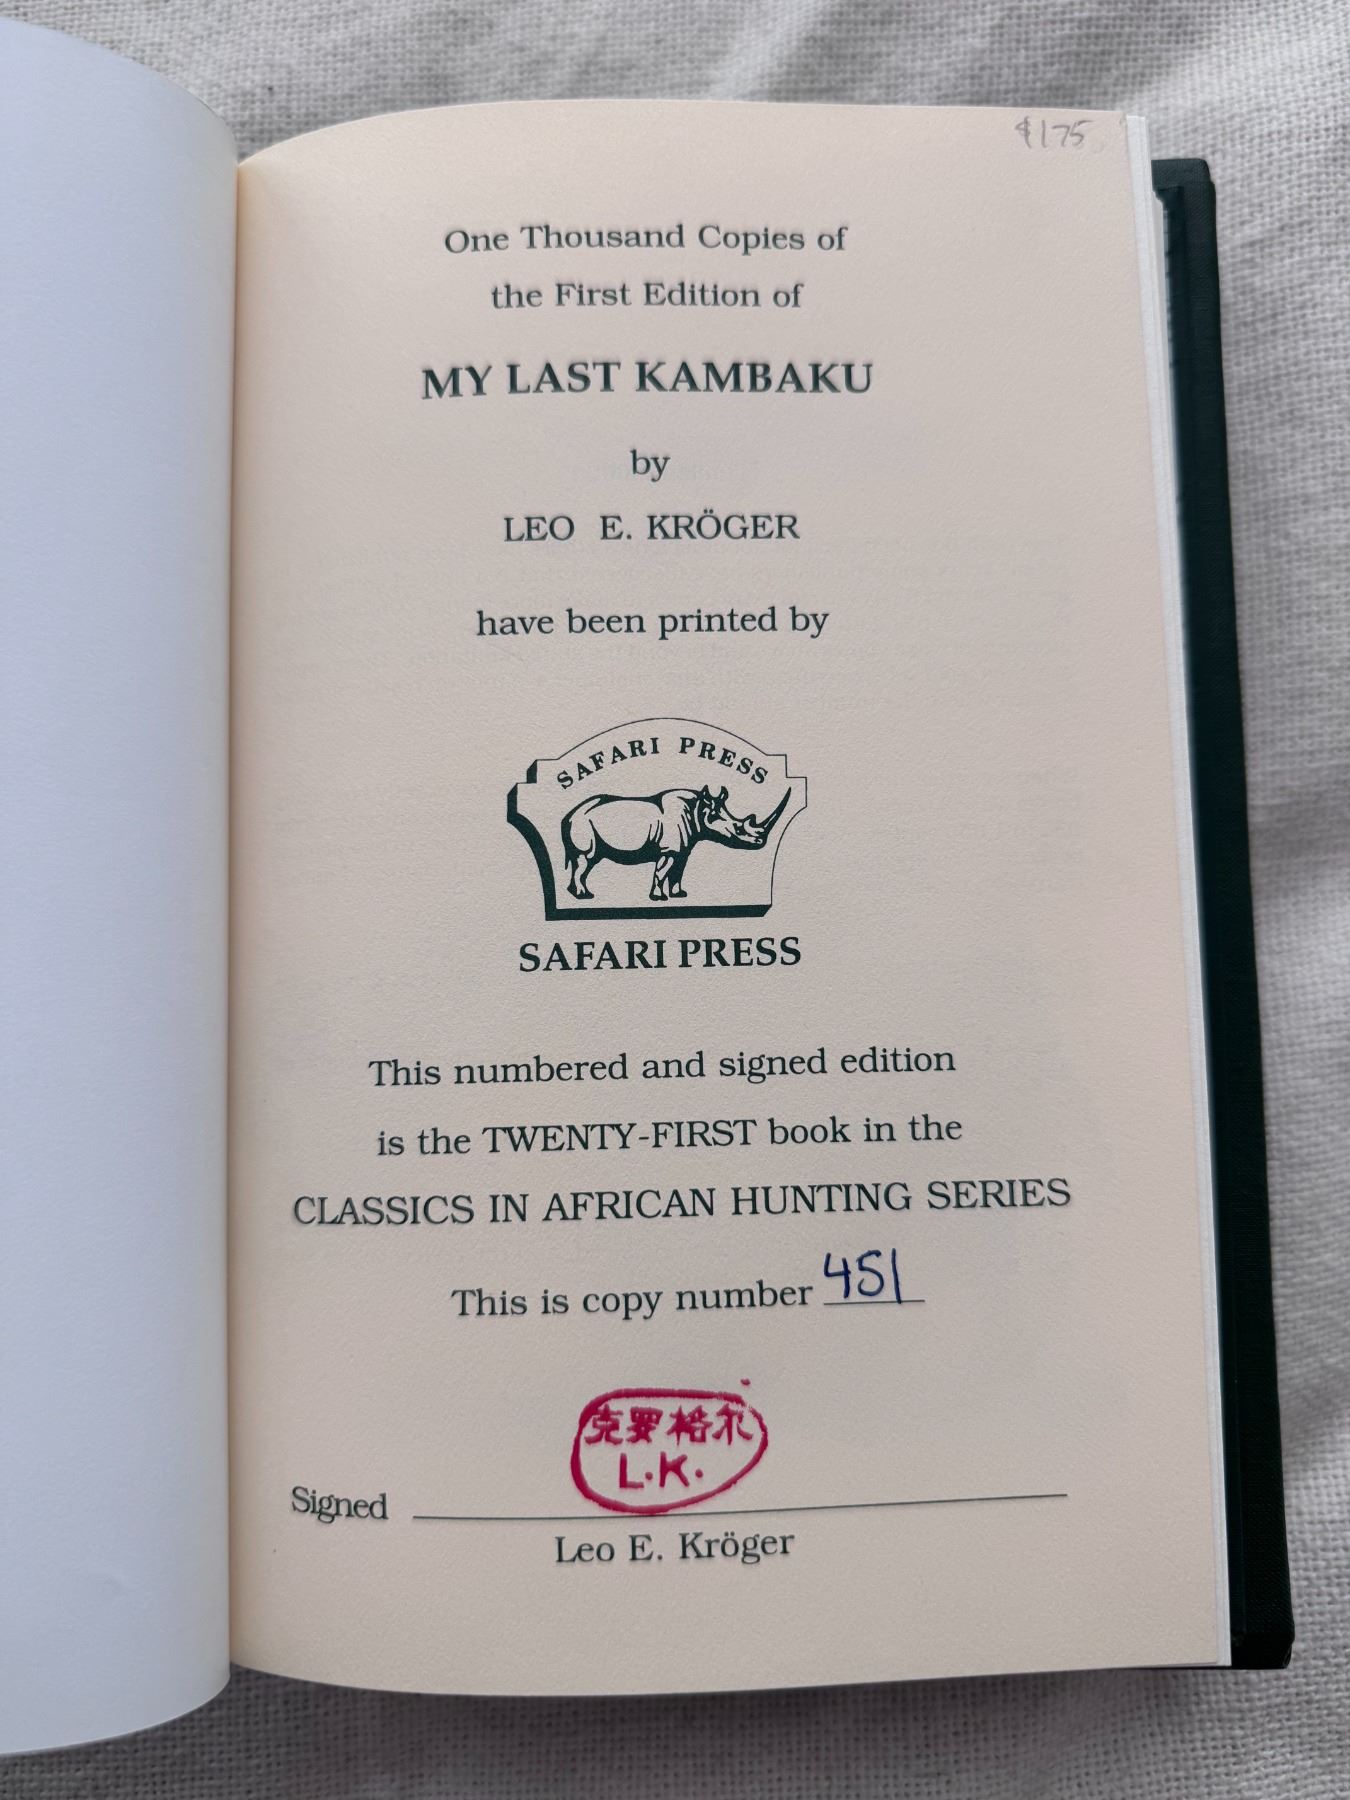 $175
One Thousand Copies of
the First Edition of
MY LAST KAMBAKU
by
LEO E. KRÖGER
have been printed by
SAFARI PRESS
SAFARI PRESS
This numbered and signed edition
is the TWENTY-FIRST book in the
CLASSICS IN AFRICAN HUNTING SERIES
This is copy number 451
克罗格尔
L.K.
Signed
Leo E. Kröger